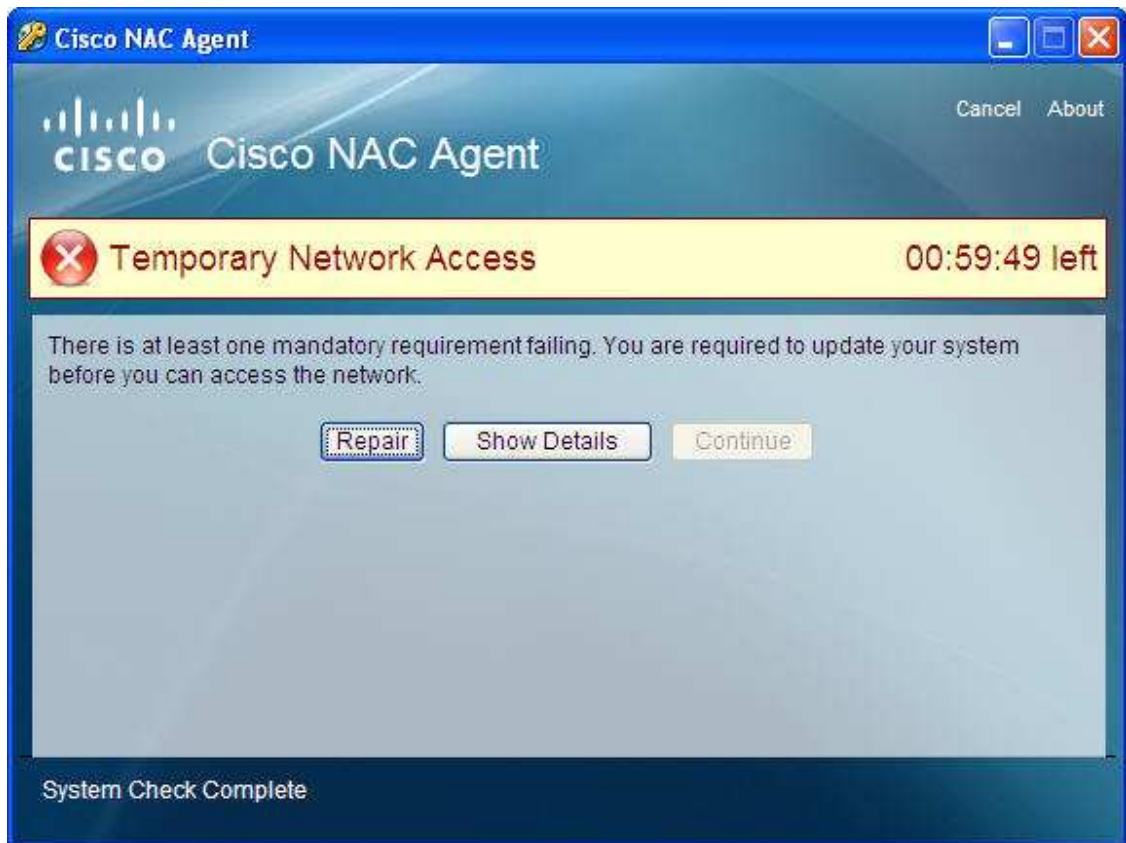 Cisco NAC Agent
Cancel About
CISCO Cisco NAC Agent
Temporary Network Access 00:59:49 left
There is at least one mandatory requirement failing. You are required to update your system
before you can access the network.
Repair Show Details Continue
System Check Complete